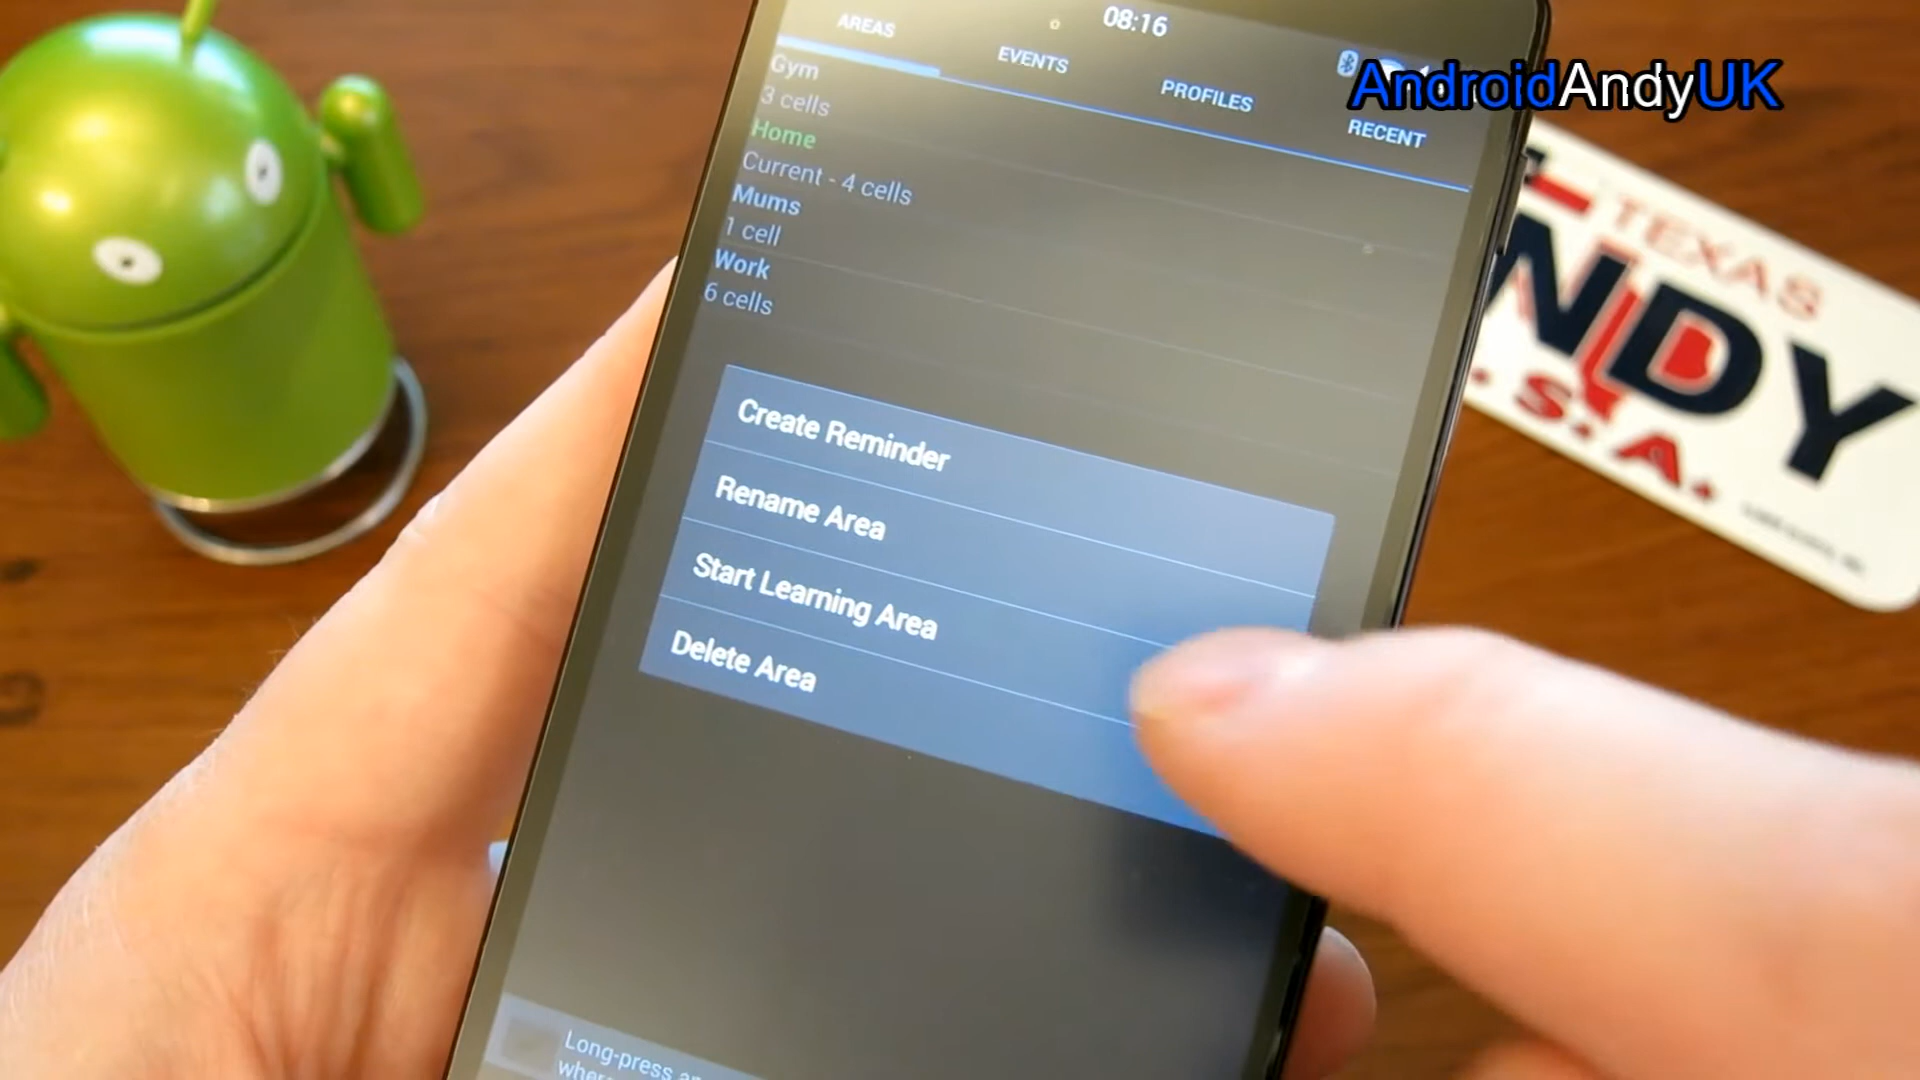 08:16
AREAS
EVENTS
PROFILES
RECENT
AndroidAndyUK
Gym
3 cells
Home
Current - 4 cells
Mums
1 cell
Work
6 cells
Create Reminder
Rename Area
Start Learning Area
Delete Area
Long-press
TEXAS
NDY
S.A.